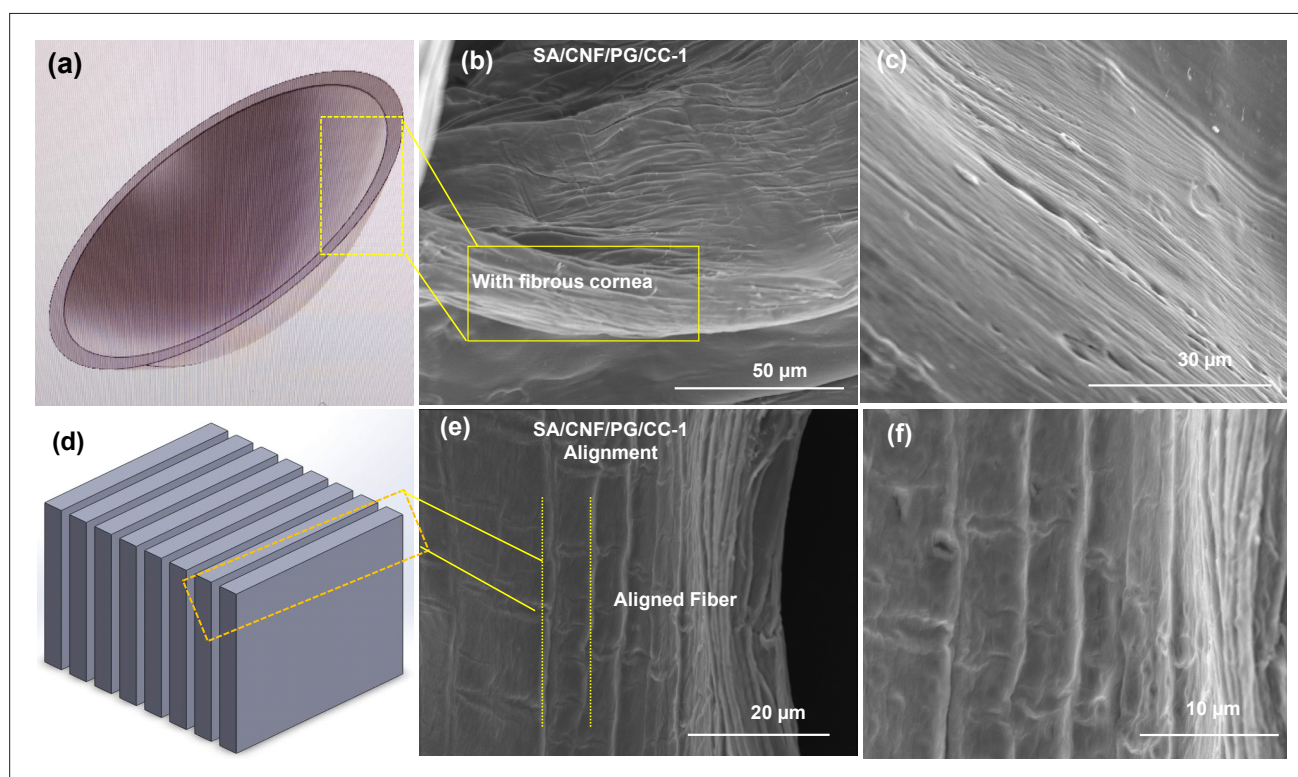 (a)
(b)
SA/CNF/PG/CC-1
With fibrous cornea
50 µm
(c)
30 µm
(d)
(e)
SA/CNF/PG/CC-1
Alignment
Aligned Fiber
20 µm
(f)
10 µm